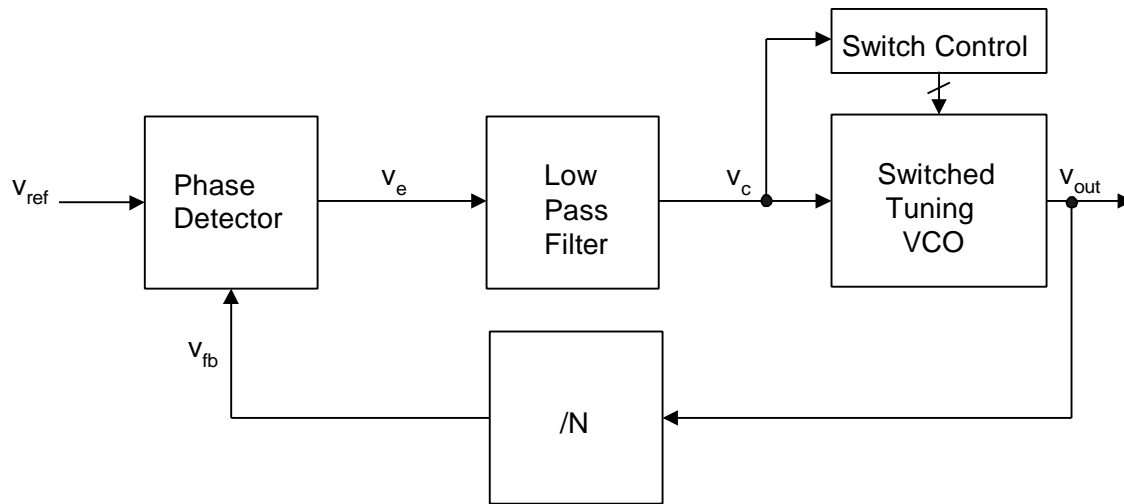 Switch Control
v_ref
Phase
Detector
v_e
Low
Pass
Filter
v_c
Switched
Tuning
VCO
v_out
v_fb
/N